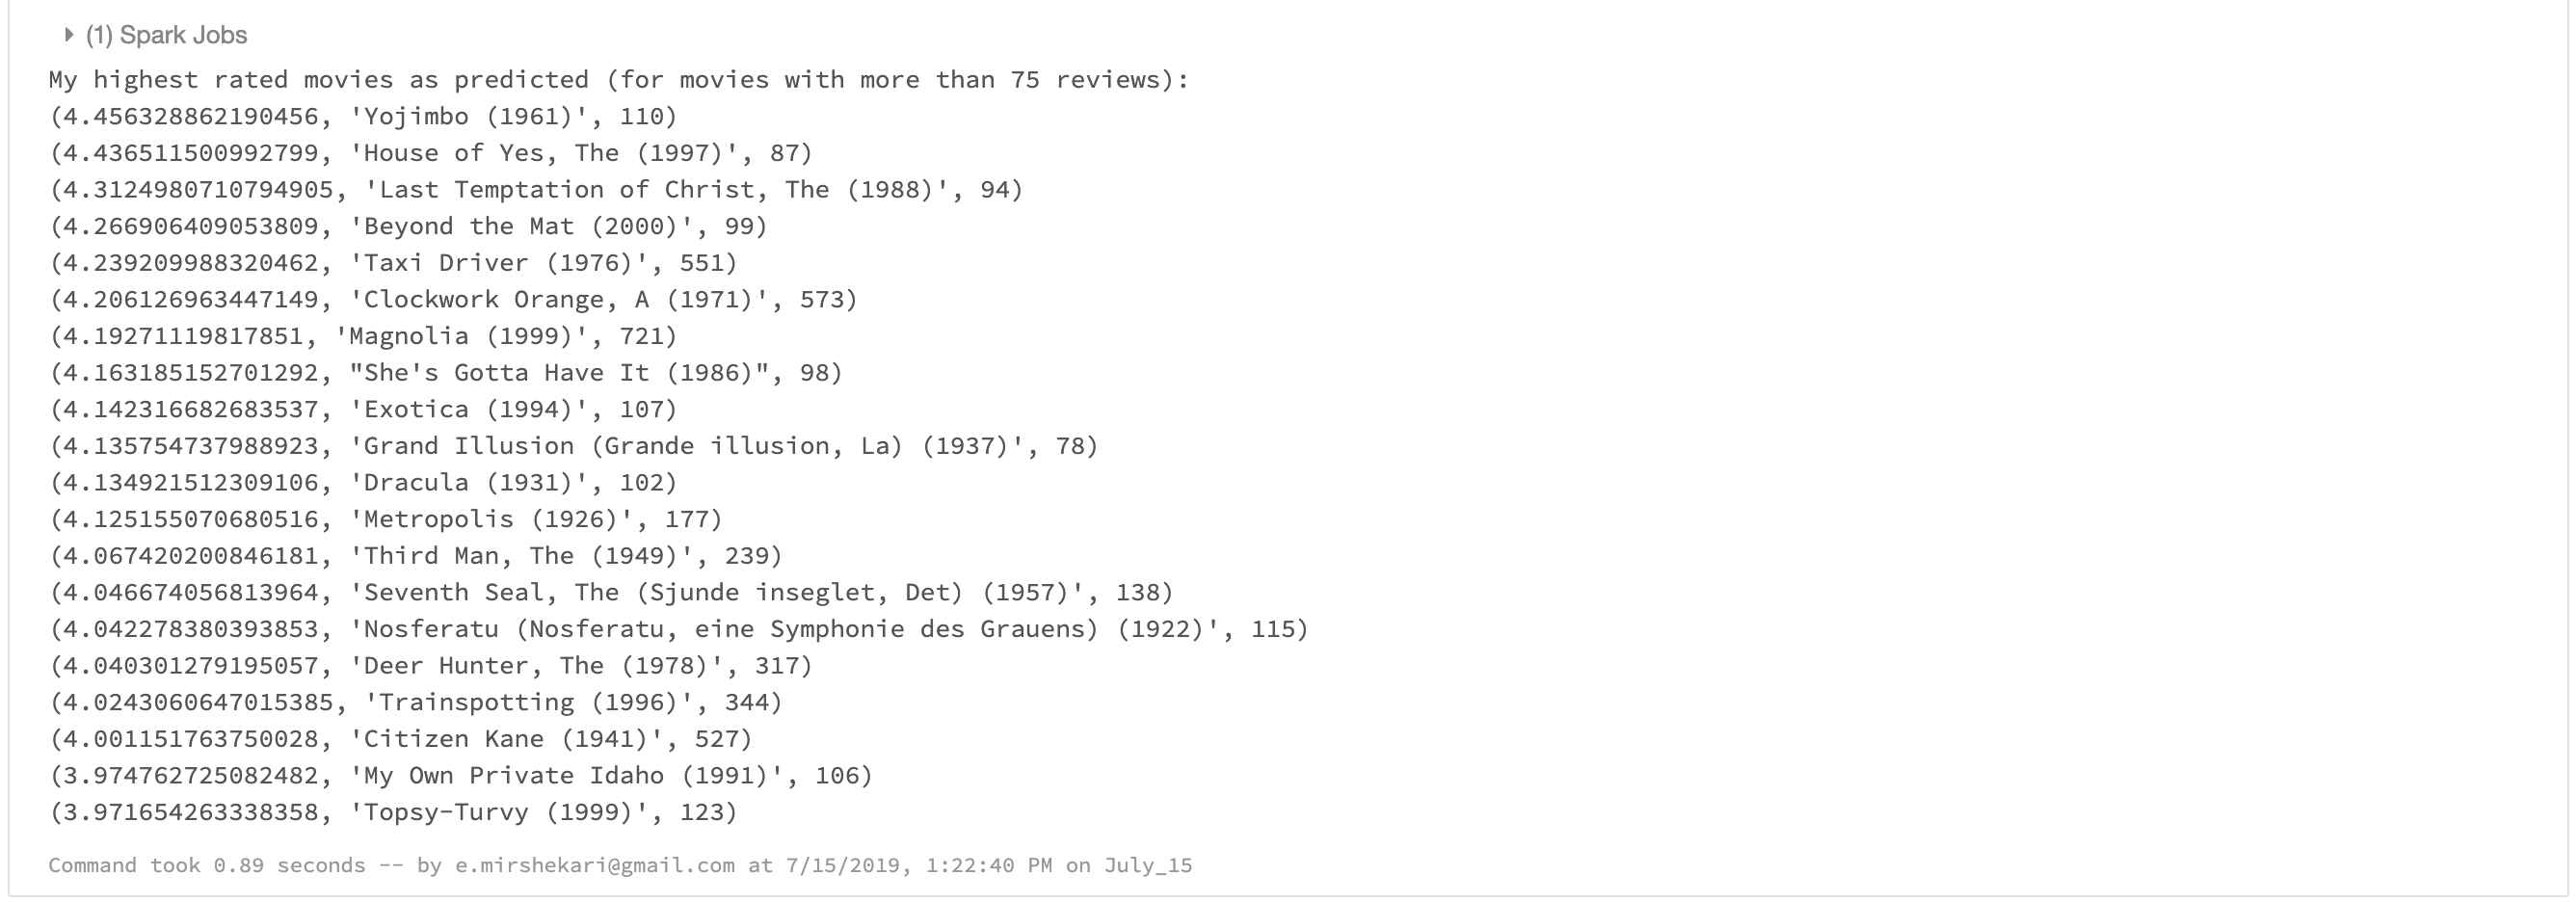 (1) Spark Jobs
My highest rated movies as predicted (for movies with more than 75 reviews):
(4.456328862190456, 'Yojimbo (1961)', 110)
(4.436511500992799, 'House of Yes, The (1997)', 87)
(4.3124980710794905, 'Last Temptation of Christ, The (1988)', 94)
(4.266906409053809, 'Beyond the Mat (2000)', 99)
(4.239209988320462, 'Taxi Driver (1976)', 551)
(4.206126963447149, 'Clockwork Orange, A (1971)', 573)
(4.19271119817851, 'Magnolia (1999)', 721)
(4.163185152701292, "She's Gotta Have It (1986)", 98)
(4.142316682683537, 'Exotica (1994)', 107)
(4.135754737988923, 'Grand Illusion (Grande illusion, La) (1937)', 78)
(4.134921512309106, 'Dracula (1931)', 102)
(4.125155070680516, 'Metropolis (1926)', 177)
(4.067420200846181, 'Third Man, The (1949)', 239)
(4.046674056813964, 'Seventh Seal, The (Sjunde inseglet, Det) (1957)', 138)
(4.042278380393853, 'Nosferatu (Nosferatu, eine Symphonie des Grauens) (1922)', 115)
(4.040301279195057, 'Deer Hunter, The (1978)', 317)
(4.0243060647015385, 'Trainspotting (1996)', 344)
(4.001151763750028, 'Citizen Kane (1941)', 527)
(3.974762725082482, 'My Own Private Idaho (1991)', 106)
(3.971654263338358, 'Topsy-Turvy (1999)', 123)
Command took 0.89 seconds -- by e.mirshekari@gmail.com at 7/15/2019, 1:22:40 PM on July_15